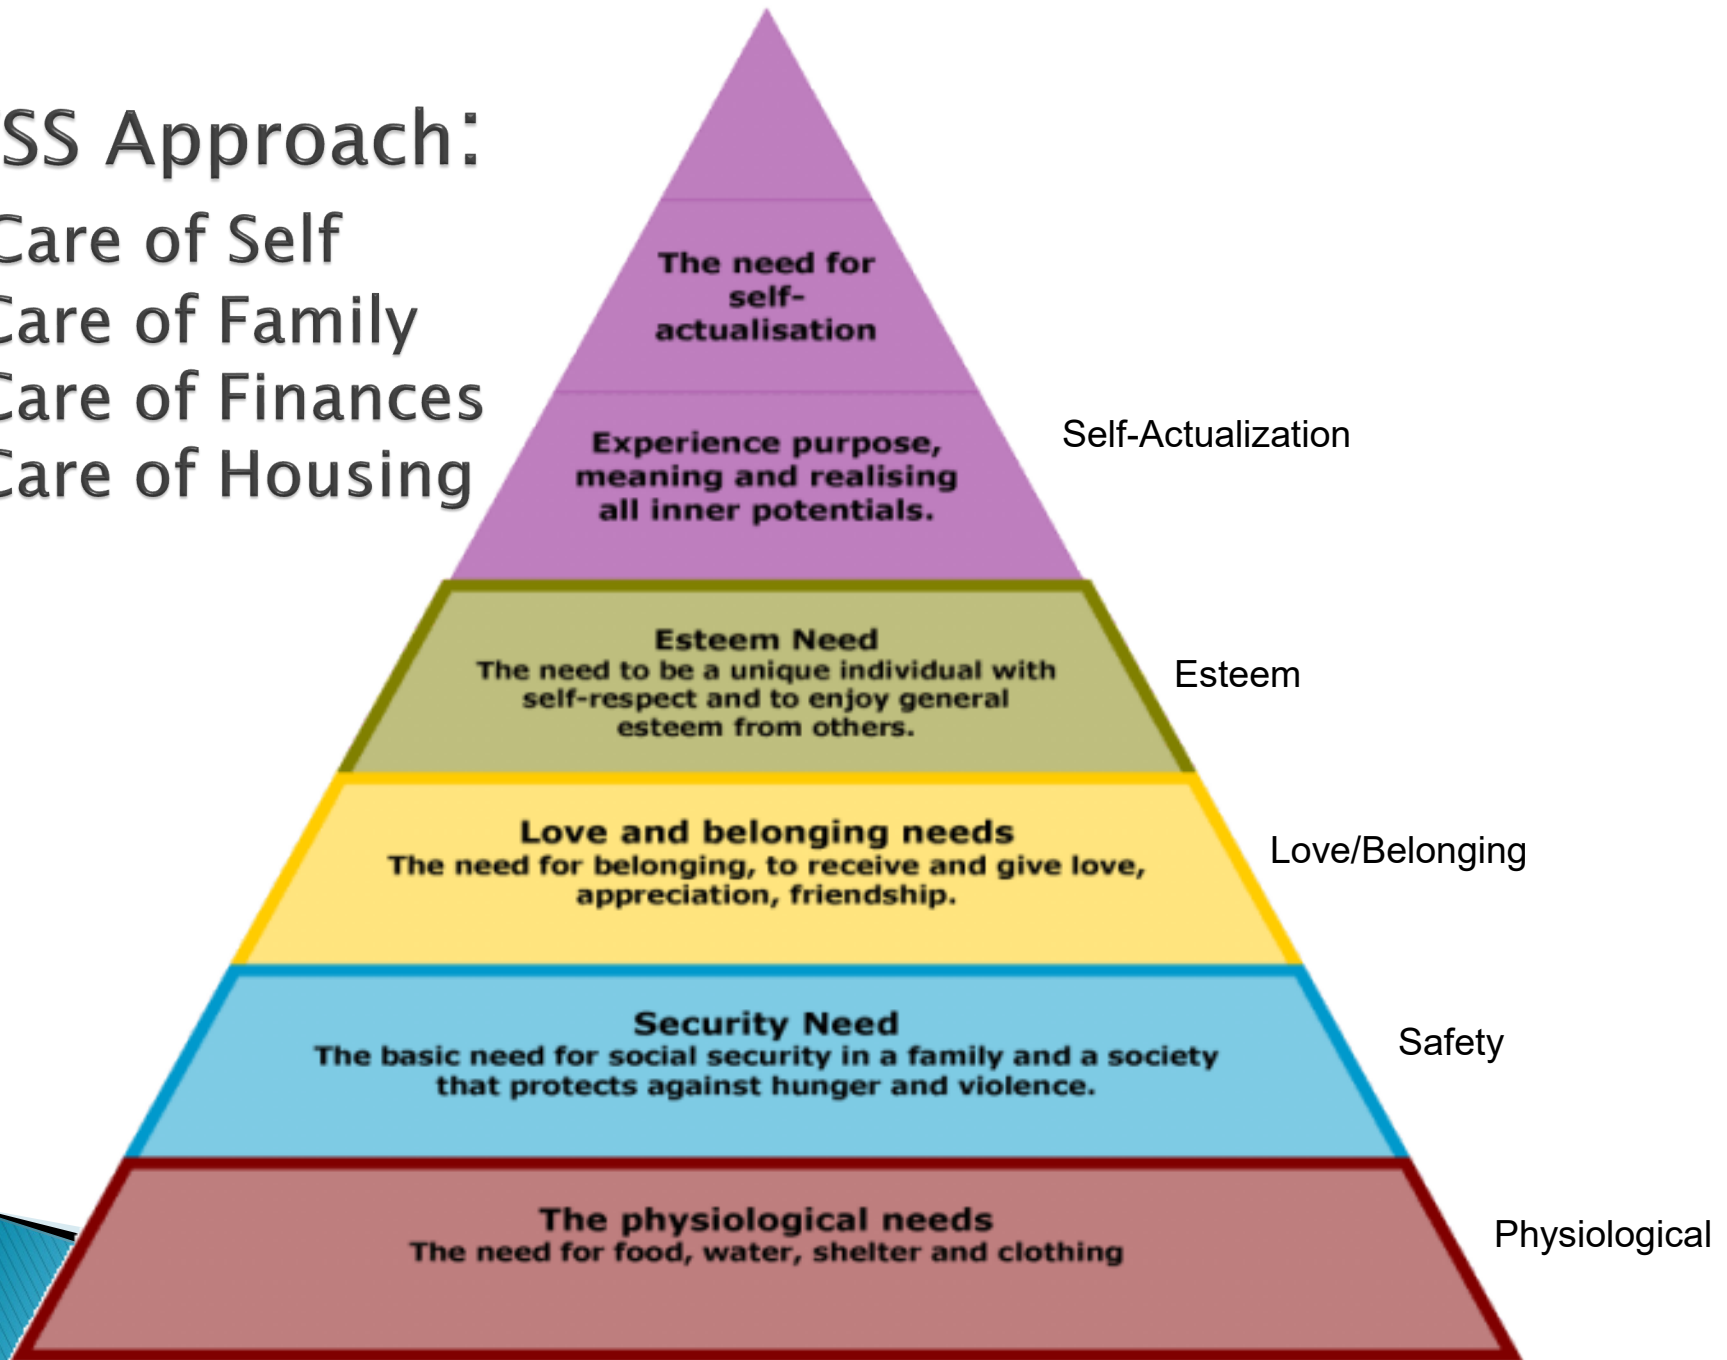 SS Approach:
Care of Self
Care of Family
Care of Finances
Care of Housing
The need for
self-
actualisation
Experience purpose,
meaning and realising
all inner potentials.
Self-Actualization
Esteem Need
The need to be a unique individual with
self-respect and to enjoy general
esteem from others.
Esteem
Love and belonging needs
The need for belonging, to receive and give love,
appreciation, friendship.
Love/Belonging
Security Need
The basic need for social security in a family and a society
that protects against hunger and violence.
Safety
The physiological needs
The need for food, water, shelter and clothing
Physiological